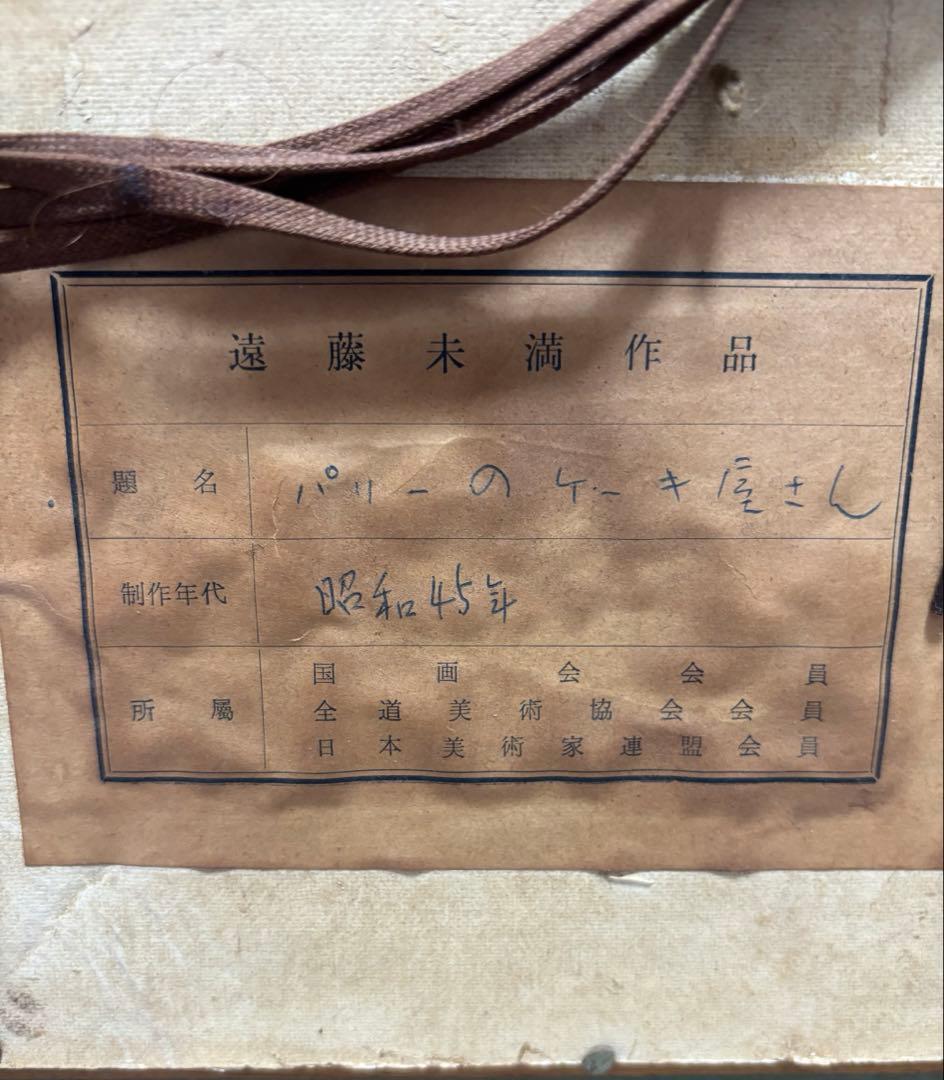 遠藤未満作品
題名 パリーのケーキ屋さん
制作年代 昭和45年
所屬 国画会会員
全道美術協会会員
日本美術家連盟会員